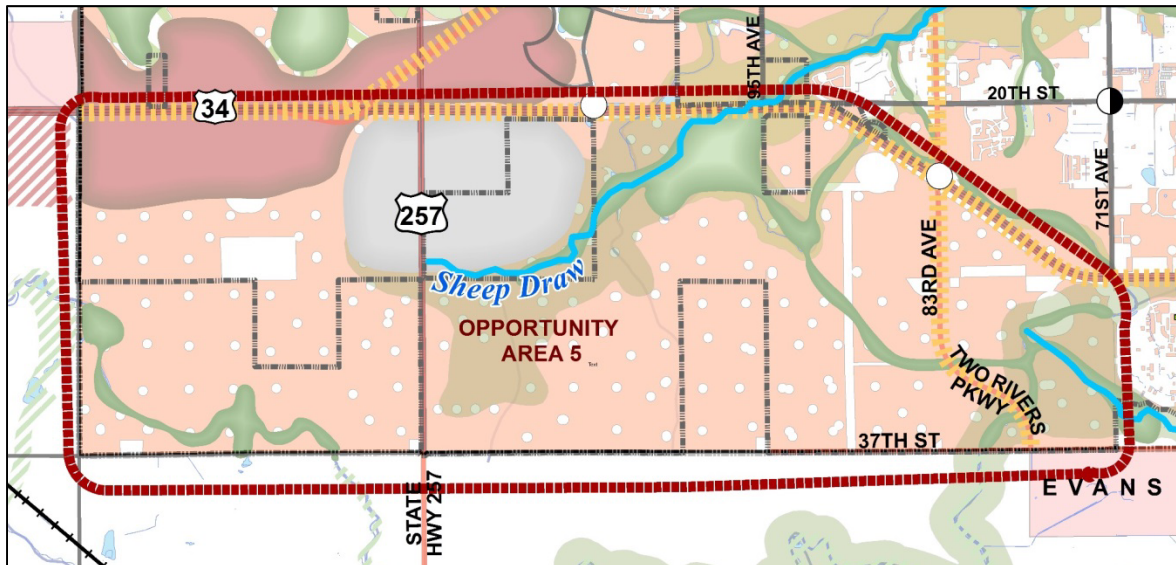 95TH AVE
34
20TH ST
257
71ST AVE
Sheep Draw
83RD AVE
OPPORTUNITY
AREA 5
Text
TWO RIVERS
PKWY
37TH ST
STATE
HWY 257
EVANS